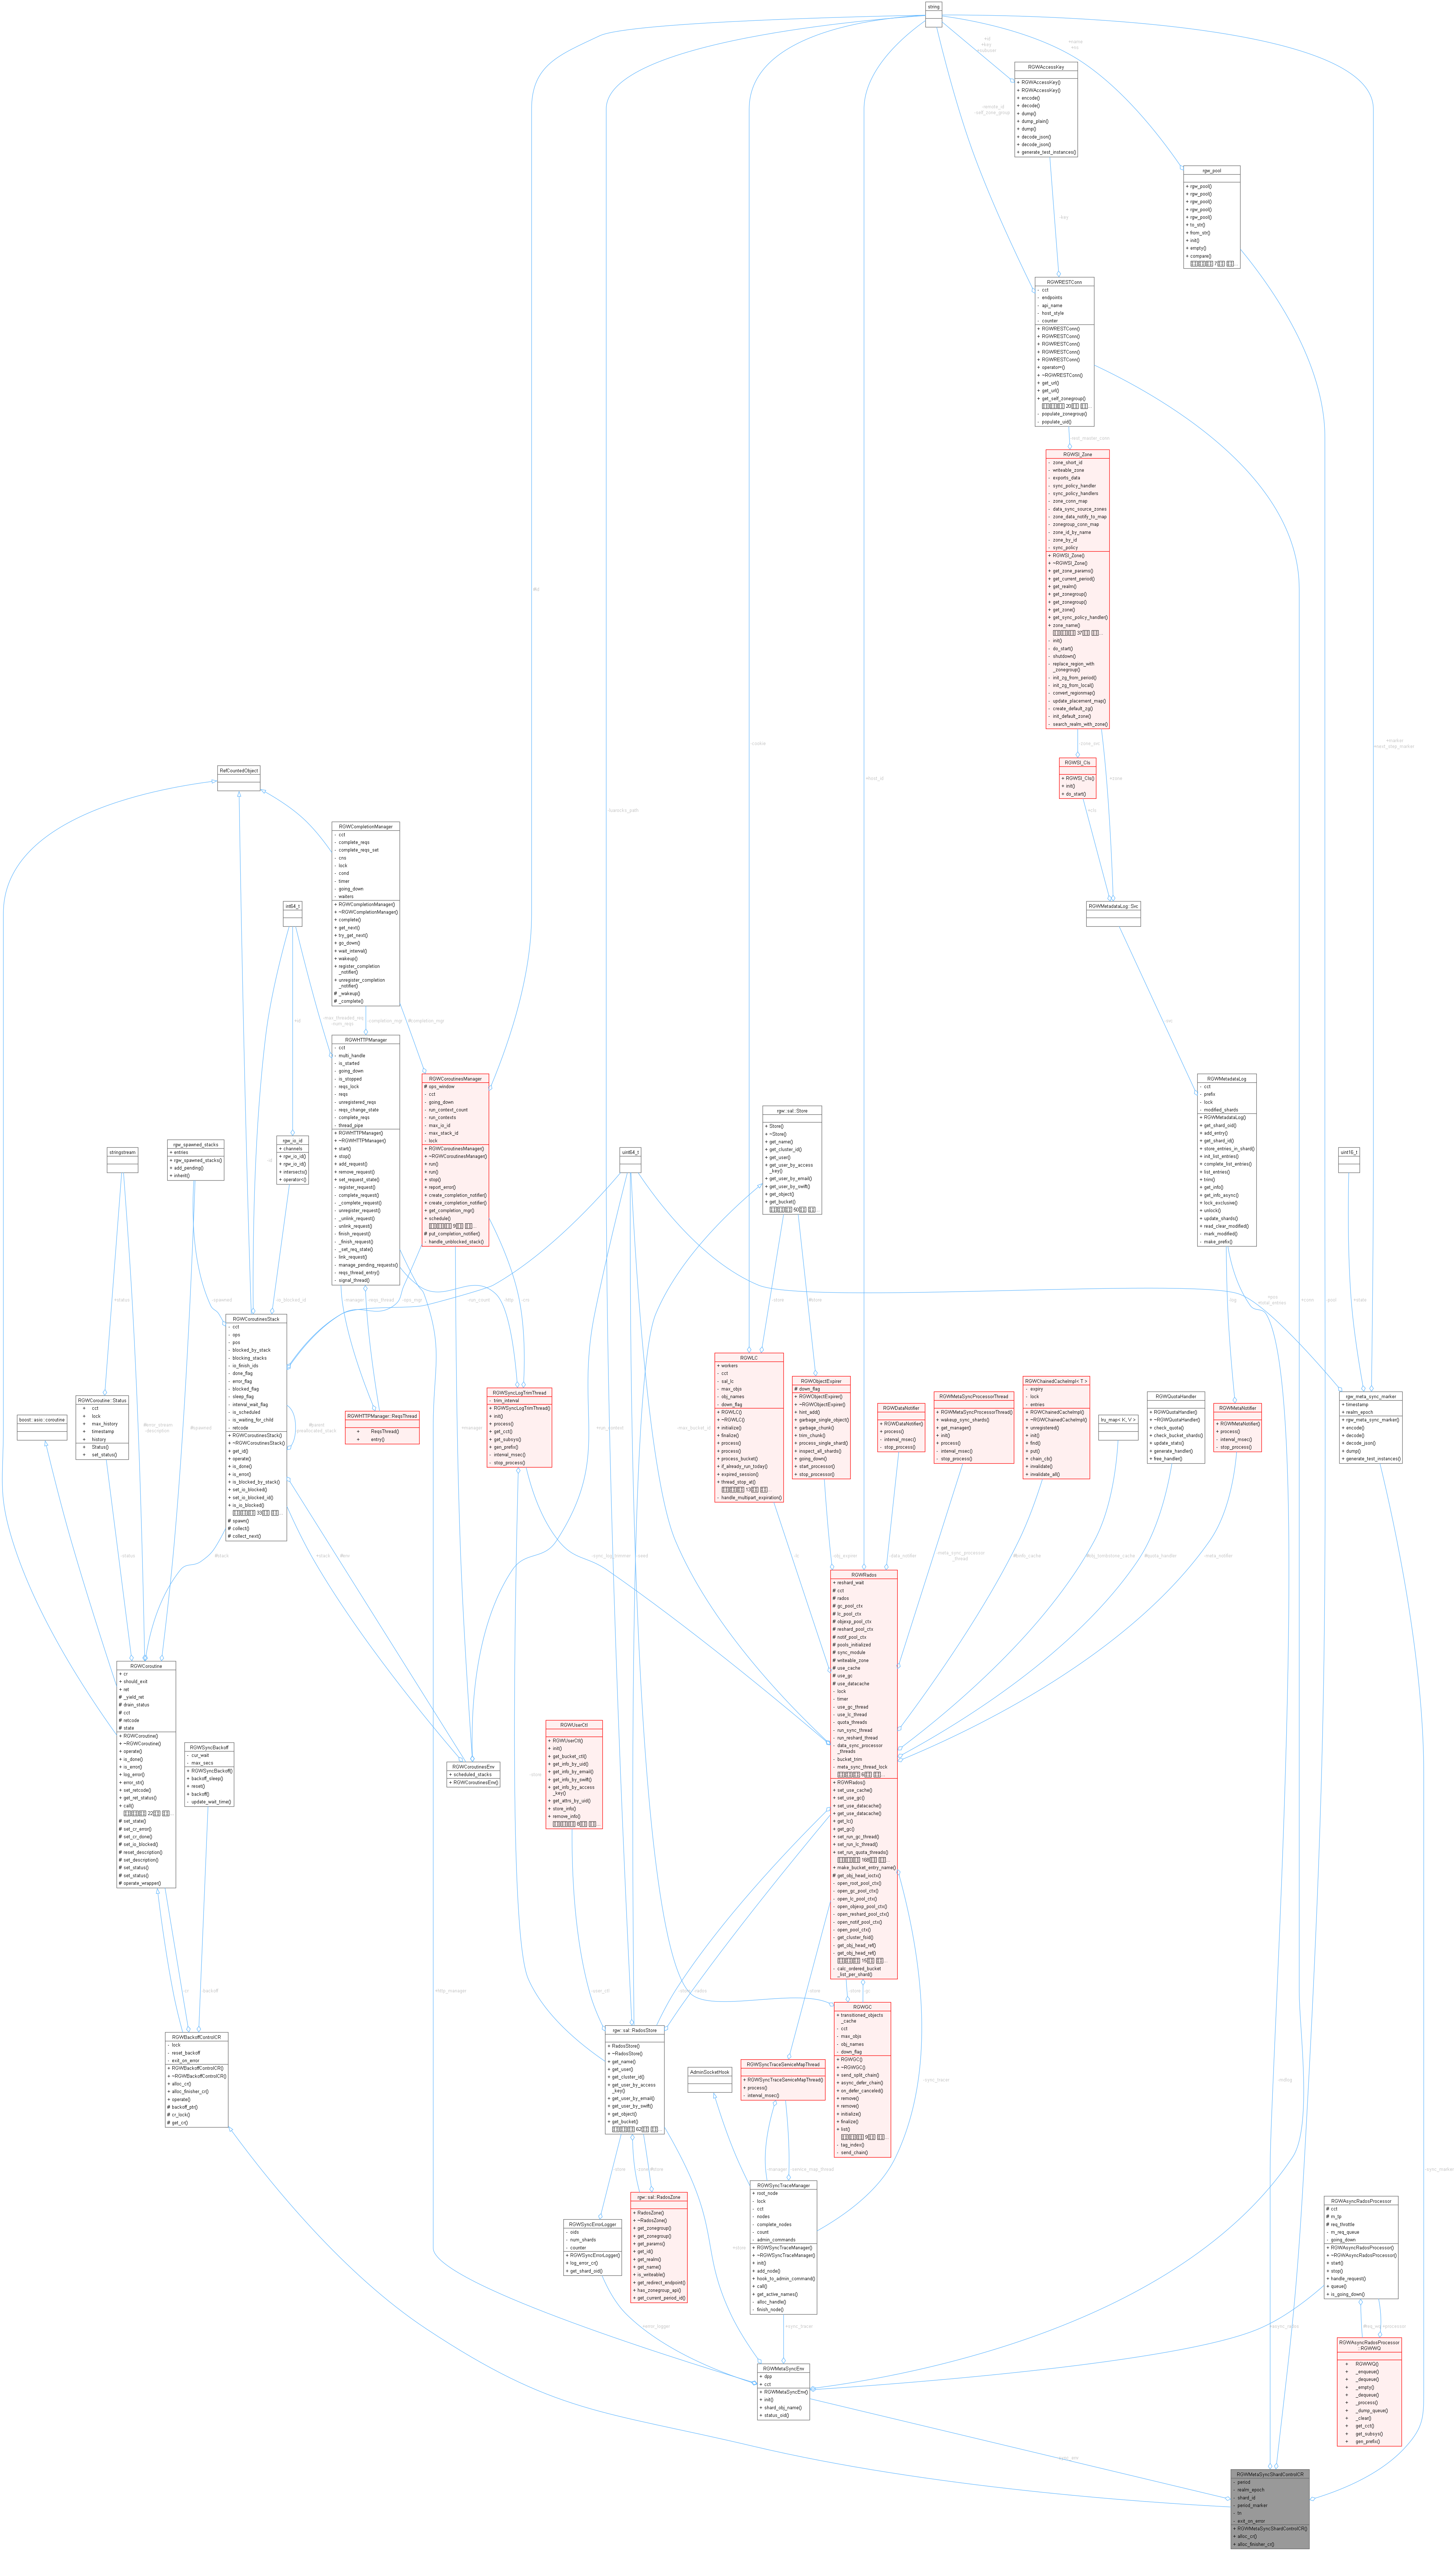 string
RGWAccessKey
+ RGWAccessKey()
+ RGWAccessKey()
+ encode()
+ decode()
+ dump()
+ dump_plain()
+ dump()
+ decode_json()
+ decode_json()
+ generate_test_instances()
rgw_pool
+ rgw_pool()
+ rgw_pool()
+ rgw_pool()
+ rgw_pool()
+ rgw_pool()
+ to_str()
+ from_str()
+ init()
+ empty()
+ compare()
RGWRESTConn
- cct
- endpoints
- api_name
- host_style
- counter
+ RGWRESTConn()
+ RGWRESTConn()
+ RGWRESTConn()
+ RGWRESTConn()
+ RGWRESTConn()
+ operator=()
+ ~RGWRESTConn()
+ get_url()
+ get_url()
+ get_self_zonegroup()
- populate_zonegroup()
- populate_uid()
RGWSI_Zone
- zone_short_id
- writeable_zone
- exports_data
- sync_policy_handler
- sync_policy_handlers
- zone_conn_map
- data_sync_source_zones
- zone_data_notify_to_map
- zonegroup_conn_map
- zone_id_by_name
- zone_by_id
- sync_policy
+ RGWSI_Zone()
+ ~RGWSI_Zone()
+ get_zone_params()
+ get_current_period()
+ get_realm()
+ get_zonegroup()
+ get_zonegroup()
+ get_zone()
+ get_sync_policy_handler()
+ zone_name()
- init()
- do_start()
- shutdown()
- replace_region_with
_zonegroup()
- init_zg_from_period()
- init_zg_from_local()
- convert_regionmap()
- update_placement_map()
- create_default_zg()
- init_default_zone()
- search_realm_with_zone()
RGWSI_Cls
+ RGWSI_Cls()
+ init()
+ do_start()
RefCountedObject
RGWCompletionManager
- cct
- complete_reqs
- complete_reqs_set
- cns
- lock
- cond
- timer
- going_down
- waiters
+ RGWCompletionManager()
+ ~RGWCompletionManager()
+ complete()
+ get_next()
+ try_get_next()
+ go_down()
+ wait_interval()
+ wakeup()
+ register_completion
_notifier()
+ unregister_completion
_notifier()
# _wakeup()
# _complete()
int64_t
RGWMetadataLog::Svc
RGWHTTPManager
- cct
- multi_handle
- is_started
- going_down
- is_stopped
- reqs_lock
- reqs
- unregistered_reqs
- reqs_change_state
- complete_reqs
- thread_pipe
+ RGWHTTPManager()
+ ~RGWHTTPManager()
+ start()
+ stop()
+ add_request()
+ remove_request()
+ set_request_state()
- register_request()
- complete_request()
- _complete_request()
- unregister_request()
- _unlink_request()
- unlink_request()
- finish_request()
- _finish_request()
- _set_req_state()
- link_request()
- manage_pending_requests()
- reqs_thread_entry()
- signal_thread()
RGWCoroutinesManager
# ops_window
- cct
- going_down
- run_context_count
- run_contexts
- max_io_id
- max_stack_id
- lock
+ RGWCoroutinesManager()
+ ~RGWCoroutinesManager()
+ run()
+ run()
+ stop()
+ report_error()
+ create_completion_notifier()
+ create_completion_notifier()
+ get_completion_mgr()
+ schedule()
# put_completion_notifier()
- handle_unblocked_stack()
RGWMetadataLog
- cct
- prefix
- lock
- modified_shards
+ RGWMetadataLog()
+ get_shard_oid()
+ add_entry()
+ get_shard_id()
+ store_entries_in_shard()
+ init_list_entries()
+ complete_list_entries()
+ list_entries()
+ trim()
+ get_info()
+ get_info_async()
+ lock_exclusive()
+ unlock()
+ update_shards()
+ read_clear_modified()
- mark_modified()
- make_prefix()
rgw::sal::Store
+ Store()
+ ~Store()
+ get_name()
+ get_cluster_id()
+ get_user()
+ get_user_by_access
_key()
+ get_user_by_email()
+ get_user_by_swift()
+ get_object()
+ get_bucket()
rgw_io_id
+ channels
+ rgw_io_id()
+ rgw_io_id()
+ intersects()
+ operator<()
rgw_spawned_stacks
+ entries
+ rgw_spawned_stacks()
+ add_pending()
+ inherit()
stringstream
uint64_t
uint16_t
RGWCoroutinesStack
- cct
- ops
- pos
- blocked_by_stack
- blocking_stacks
- is_finish_ids
- done_flag
- error_flag
- blocked_flag
- sleep_flag
- interval_wait_flag
- is_scheduled
- is_waiting_for_child
- retcode
+ RGWCoroutinesStack()
+ ~RGWCoroutinesStack()
+ get_id()
+ operate()
+ is_done()
+ is_error()
+ is_blocked_by_stack()
+ set_is_blocked()
+ set_io_blocked_id()
+ is_io_blocked()
# spawn()
# collect()
# collect_next()
RGWCoroutine::Status
+ cct
+ lock
+ max_history
+ timestamp
+ history
+ Status()
+ set_status()
boost::asio::coroutine
RGWHTTPManager::ReqsThread
+ ReqsThread()
+ entry()
RGWSyncLogTrimThread
- trim_interval
+ RGWSyncLogTrimThread()
+ init()
+ process()
+ get_cct()
+ get_subsys()
+ gen_prefix()
- interval_msec()
- stop_process()
RGWLC
+ workers
- cct
- sal_lc
- max_objs
- obj_names
- down_flag
+ RGWLC()
+ ~RGWLC()
+ initialize()
+ finalize()
+ process()
+ process()
+ process_bucket()
+ if_already_run_today()
+ expired_session()
+ thread_stop_at()
- handle_multipart_expiration()
RGWObjectExpirer
# down_flag
+ RGWObjectExpirer()
+ ~RGWObjectExpirer()
+ hint_add()
+ garbage_single_object()
+ garbage_chunk()
+ trim_chunk()
+ process_single_shard()
+ inspect_all_shards()
+ going_down()
+ start_processor()
+ stop_processor()
RGWDataNotifier
+ RGWDataNotifier()
+ process()
- interval_msec()
- stop_process()
RGWMetaSyncProcessorThread
+ RGWMetaSyncProcessorThread()
+ wakeup_sync_shards()
+ get_manager()
+ init()
+ process()
- interval_msec()
- stop_process()
RGWChainedCacheImpl< T >
- expiry
- lock
- entries
+ RGWChainedCacheImpl()
+ ~RGWChainedCacheImpl()
+ unregistered()
+ init()
+ find()
+ put()
+ chain_cb()
+ invalidate()
+ invalidate_all()
lru_map< K, V >
RGWQuotaHandler
+ RGWQuotaHandler()
+ ~RGWQuotaHandler()
+ check_quota()
+ check_bucket_shards()
+ update_stats()
+ generate_handler()
+ free_handler()
RGWMetaNotifier
+ RGWMetaNotifier()
+ process()
- interval_msec()
- stop_process()
rgw_meta_sync_marker
+ timestamp
+ realm_epoch
+ rgw_meta_sync_marker()
+ encode()
+ decode()
+ decode_json()
+ dump()
+ generate_test_instances()
RGWRados
+ reshard_wait
# cct
# rados
# gc_pool_ctx
# lc_pool_ctx
# objexp_pool_ctx
# reshard_pool_ctx
# notif_pool_ctx
# pools_initialized
# sync_module
# writeable_zone
# use_cache
# use_gc
# use_datacache
- lock
- timer
- use_gc_thread
- use_lc_thread
- quota_threads
- run_sync_thread
- run_reshard_thread
- data_sync_processor
_threads
- bucket_trim
- meta_sync_thread_lock
+ RGWRados()
+ set_use_cache()
+ set_use_gc()
+ set_use_datacache()
+ get_use_datacache()
+ get_lc()
+ get_gc()
+ set_run_gc_thread()
+ set_run_lc_thread()
+ set_run_quota_threads()
+ make_bucket_entry_name()
# get_obj_head_ioctx()
- open_root_pool_ctx()
- open_gc_pool_ctx()
- open_lc_pool_ctx()
- open_objexp_pool_ctx()
- open_reshard_pool_ctx()
- open_notif_pool_ctx()
- open_pool_ctx()
- get_cluster_fsid()
- get_obj_head_ref()
- get_obj_head_ref()
- calc_ordered_bucket
_list_per_shard()
RGWCoroutine
+ cr
+ should_exit
+ ret
# _yield_ret
# drain_status
# cct
# retcode
# state
+ RGWCoroutine()
+ ~RGWCoroutine()
+ operate()
+ is_done()
+ is_error()
+ log_error()
+ error_str()
+ set_retcode()
+ get_ret_status()
+ call()
# set_state()
# set_cr_error()
# set_cr_done()
# set_io_blocked()
# reset_description()
# set_description()
# set_status()
# set_status()
# operate_wrapper()
RGWSyncBackoff
- cur_wait
- max_secs
+ RGWSyncBackoff()
+ backoff_sleep()
+ reset()
+ backoff()
- update_wait_time()
RGWUserCtl
+ RGWUserCtl()
+ init()
+ get_bucket_ctl()
+ get_info_by_uid()
+ get_info_by_email()
+ get_info_by_swift()
+ get_info_by_access
_key()
+ get_attrs_by_uid()
+ store_info()
+ remove_info()
RGWCoroutinesEnv
+ scheduled_stacks
+ RGWCoroutinesEnv()
RGWGC
+ transitioned_objects
_cache
- cct
- max_objs
- obj_names
- down_flag
+ RGWGC()
+ ~RGWGC()
+ send_split_chain()
+ async_defer_chain()
+ on_defer_canceled()
+ remove()
+ remove()
+ initialize()
+ finalize()
+ list()
- tag_index()
- send_chain()
RGWBackoffControlCR
- lock
- reset_backoff
- exit_on_error
+ RGWBackoffControlCR()
+ ~RGWBackoffControlCR()
+ alloc_cr()
+ alloc_finisher_cr()
+ operate()
# backoff_ptr()
# cr_lock()
# get_cr()
rgw::sal::RadosStore
+ RadosStore()
+ ~RadosStore()
+ get_name()
+ get_user()
+ get_cluster_id()
+ get_user_by_access
_key()
+ get_user_by_email()
+ get_user_by_swift()
+ get_object()
+ get_bucket()
AdminSocketHook
RGWSyncTraceServiceMapThread
+ RGWSyncTraceServiceMapThread()
+ process()
- interval_msec()
RGWSyncTraceManager
+ root_node
- lock
- cct
- nodes
- complete_nodes
- count
- admin_commands
+ RGWSyncTraceManager()
+ ~RGWSyncTraceManager()
+ init()
+ add_node()
+ hook_to_admin_command()
+ call()
+ get_active_names()
- alloc_handle()
- finish_node()
rgw::sal::RadosZone
+ RadosZone()
+ ~RadosZone()
+ get_zonegroup()
+ get_zonegroup()
+ get_params()
+ get_id()
+ get_realm()
+ get_name()
+ is_writeable()
+ get_redirect_endpoint()
+ has_zonegroup_api()
+ get_current_period_id()
RGWSyncErrorLogger
- oids
- num_shards
- counter
+ RGWSyncErrorLogger()
+ log_error_cr()
+ get_shard_oid()
RGWAsyncRadosProcessor
# cct
# m_tp
# req_throttle
- m_req_queue
- going_down
+ RGWAsyncRadosProcessor()
+ ~RGWAsyncRadosProcessor()
+ start()
+ stop()
+ handle_request()
+ queue()
+ is_going_down()
RGWAsyncRadosProcessor
::RGWWQ
+ RGWWQ()
+ _enqueue()
+ _dequeue()
+ _empty()
+ _dequeue()
+ _process()
+ _dump_queue()
+ _clear()
+ get_cct()
+ get_subsys()
+ gen_prefix()
RGWMetaSyncEnv
+ dpp
+ cct
+ RGWMetaSyncEnv()
+ init()
+ shard_obj_name()
+ status_oid()
RGWMetaSyncShardControlCR
- period
- realm_epoch
- shard_id
- period_marker
- tn
- exit_on_error
+ RGWMetaSyncShardControlCR()
+ alloc_cr()
+ alloc_finisher_cr()